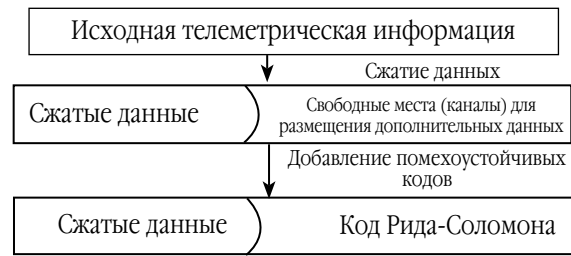 Исходная телеметрическая информация
Сжатие данных
Сжатые данные
Свободные места (каналы) для
размещения дополнительных данных
Добавление помехоустойчивых
кодов
Сжатые данные
Код Рида-Соломона